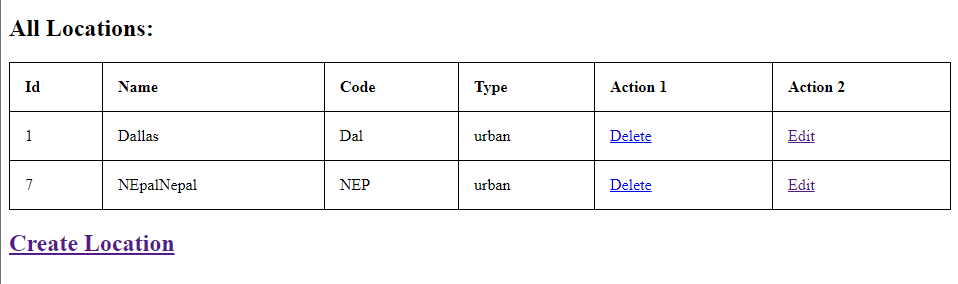 All Locations:
Id Name Code Type Action 1 Action 2
1 Dallas Dal urban Delete Edit
7 NEpalNepal NEP urban Delete Edit
Create Location